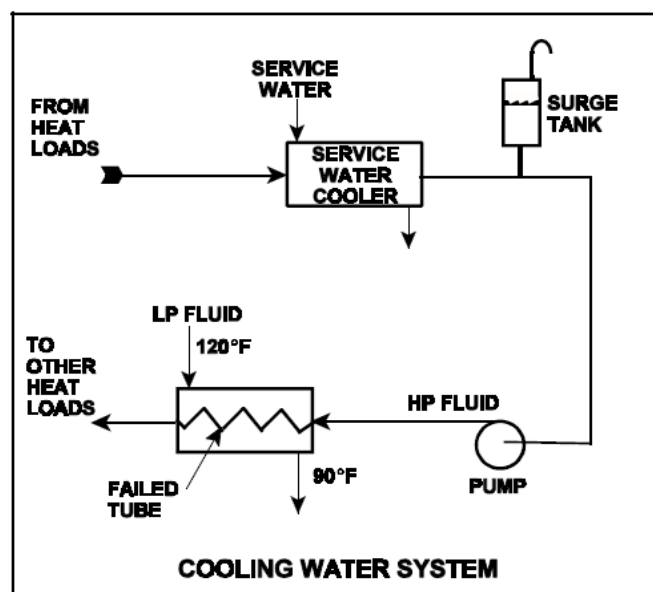 SERVICE
WATER
FROM
HEAT
LOADS
SURGE
TANK
SERVICE
WATER
COOLER
LP FLUID
120°F
TO
OTHER
HEAT
LOADS
HP FLUID
FAILED
TUBE
90°F
PUMP
COOLING WATER SYSTEM